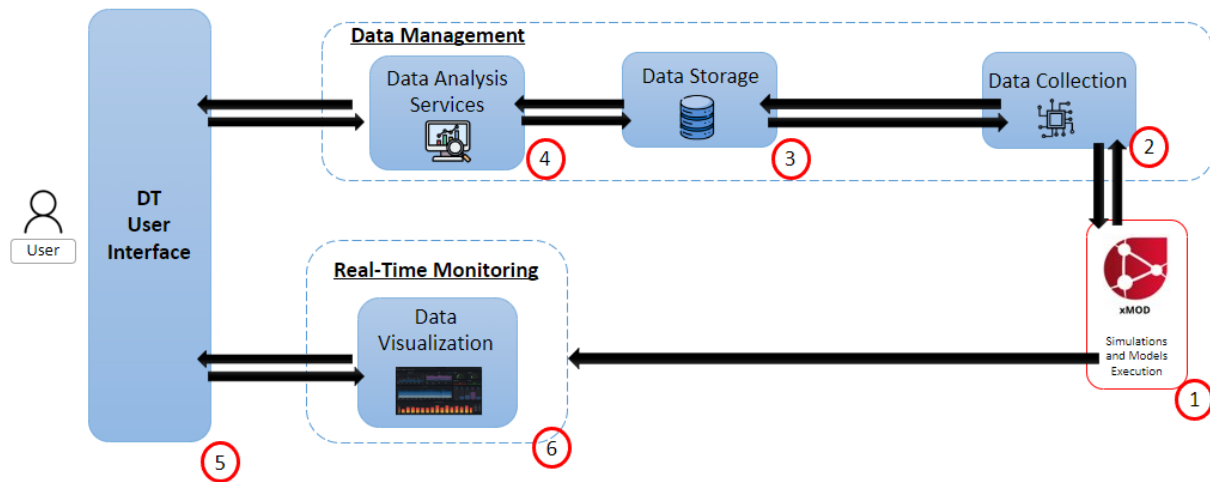 Data Management
Data Analysis
Services
4
Data Storage
3
Data Collection
2
DT
User
Interface
User
5
Real-Time Monitoring
Data
Visualization
6
xMOD
Simulations
and Models
Execution
1